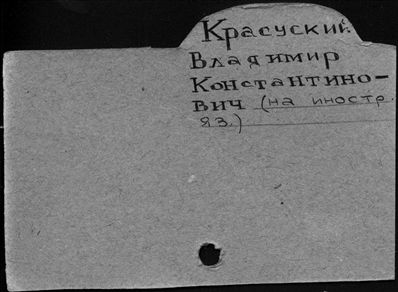 Красуский
Владимир
Константино-
вич (на иностр.
яз.)